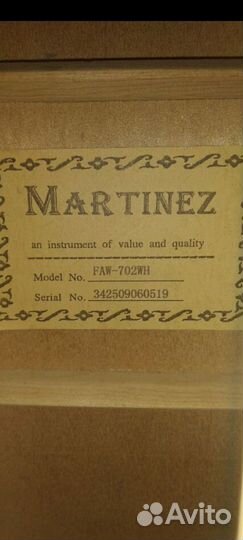 MARTINEZ
an instrument of value and quality
Model No. FAW-702WH
Serial No. 342509060519
Avito